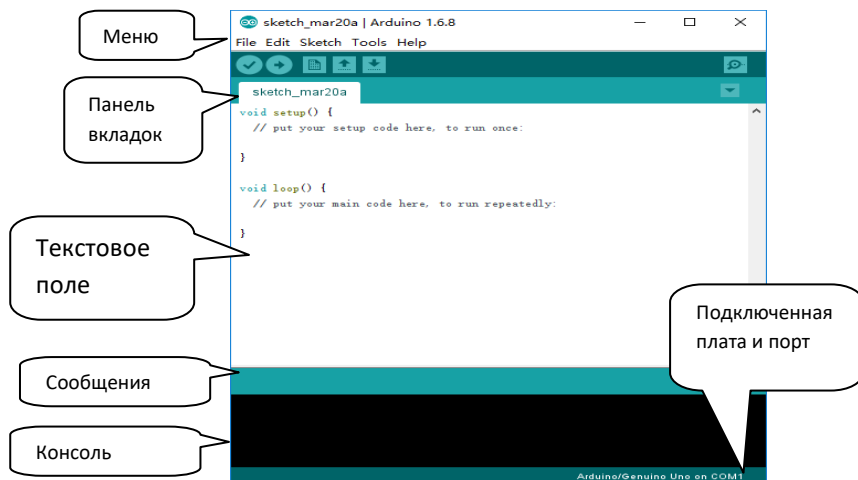 Меню
Панель
вкладок
Текстовое
поле
Сообщения
Консоль
sketch_mar20a | Arduino 1.6.8
File Edit Sketch Tools Help
sketch_mar20a
void setup() {
// put your setup code here, to run once:
}
void loop() {
// put your main code here, to run repeatedly:
}
Подключенная
плата и порт
Arduino/Genuino Uno on COM1